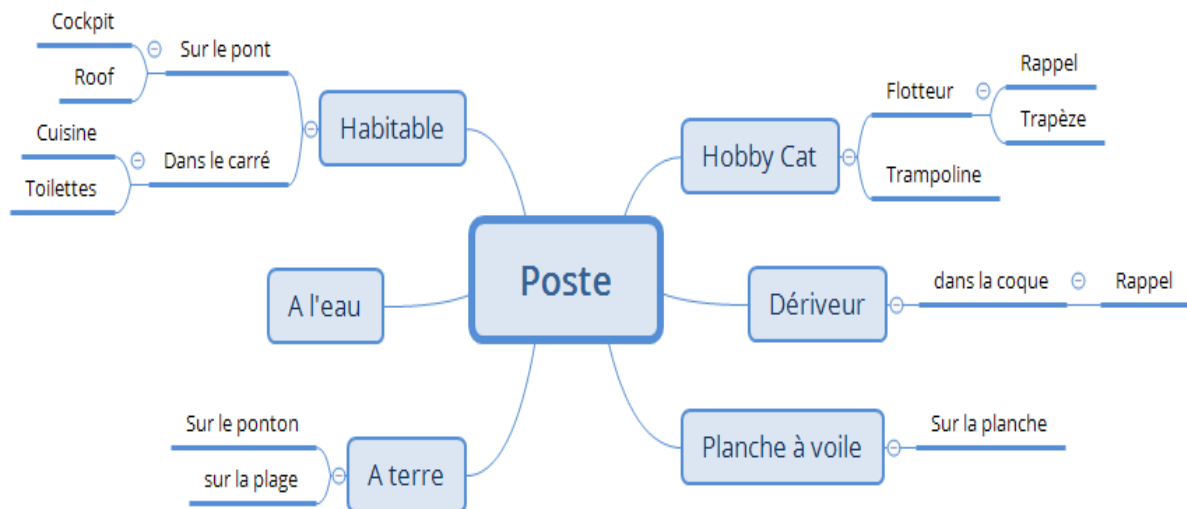 Poste
Habitable
Sur le pont
Cockpit
Roof
Dans le carré
Cuisine
Toilettes
A l'eau
A terre
Sur le ponton
sur la plage
Hobby Cat
Flotteur
Rappel
Trapèze
Trampoline
Dériveur
dans la coque
Rappel
Planche à voile
Sur la planche